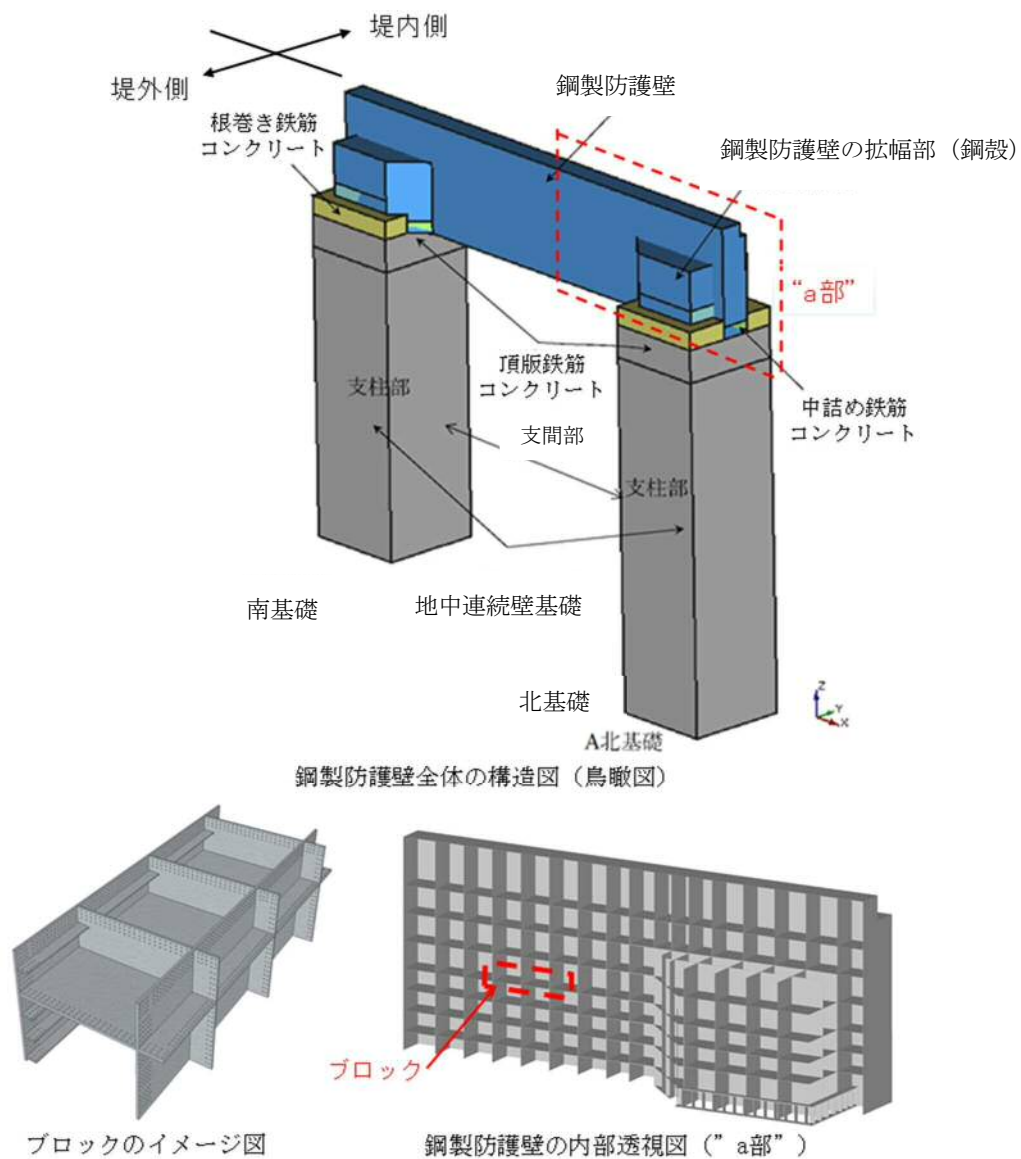 堤内側
堤外側
鋼製防護壁
根巻き鉄筋
コンクリート
鋼製防護壁の拡幅部（鋼殻）
“a部”
頂版鉄筋
コンクリート
支柱部
支間部
中詰め鉄筋
コンクリート
支柱部
南基礎
地中連続壁基礎
北基礎
A北基礎
Z
Y
X
鋼製防護壁全体の構造図（鳥瞰図）
ブロック
ブロックのイメージ図
鋼製防護壁の内部透視図（”a部”）